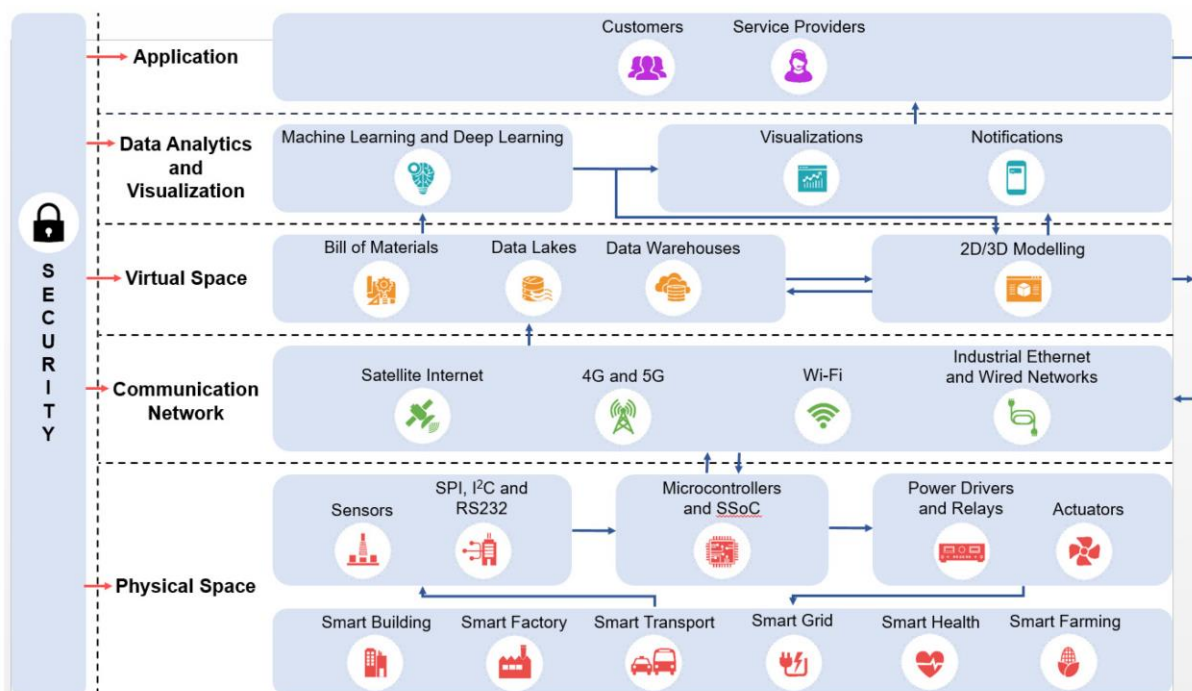 SECURITY
Application
Customers
Service Providers
Data Analytics
and
Visualization
Machine Learning and Deep Learning
Visualizations
Notifications
Virtual Space
Bill of Materials
Data Lakes
Data Warehouses
2D/3D Modelling
Communication
Network
Satellite Internet
4G and 5G
Wi-Fi
Industrial Ethernet
and Wired Networks
Physical Space
Sensors
SPI, I²C and
RS232
Microcontrollers
and SSoC
Power Drivers
and Relays
Actuators
Smart Building
Smart Factory
Smart Transport
Smart Grid
Smart Health
Smart Farming